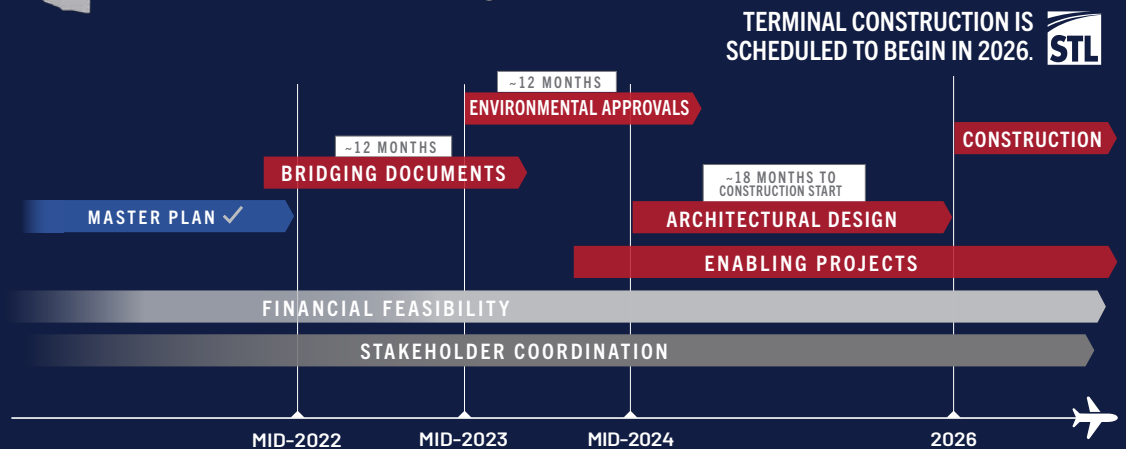 TERMINAL CONSTRUCTION IS
SCHEDULED TO BEGIN IN 2026.
STL
~12 MONTHS
ENVIRONMENTAL APPROVALS
CONSTRUCTION
~12 MONTHS
BRIDGING DOCUMENTS
~18 MONTHS TO
CONSTRUCTION START
MASTER PLAN ✓
ARCHITECTURAL DESIGN
ENABLING PROJECTS
FINANCIAL FEASIBILITY
STAKEHOLDER COORDINATION
MID-2022 MID-2023 MID-2024 2026